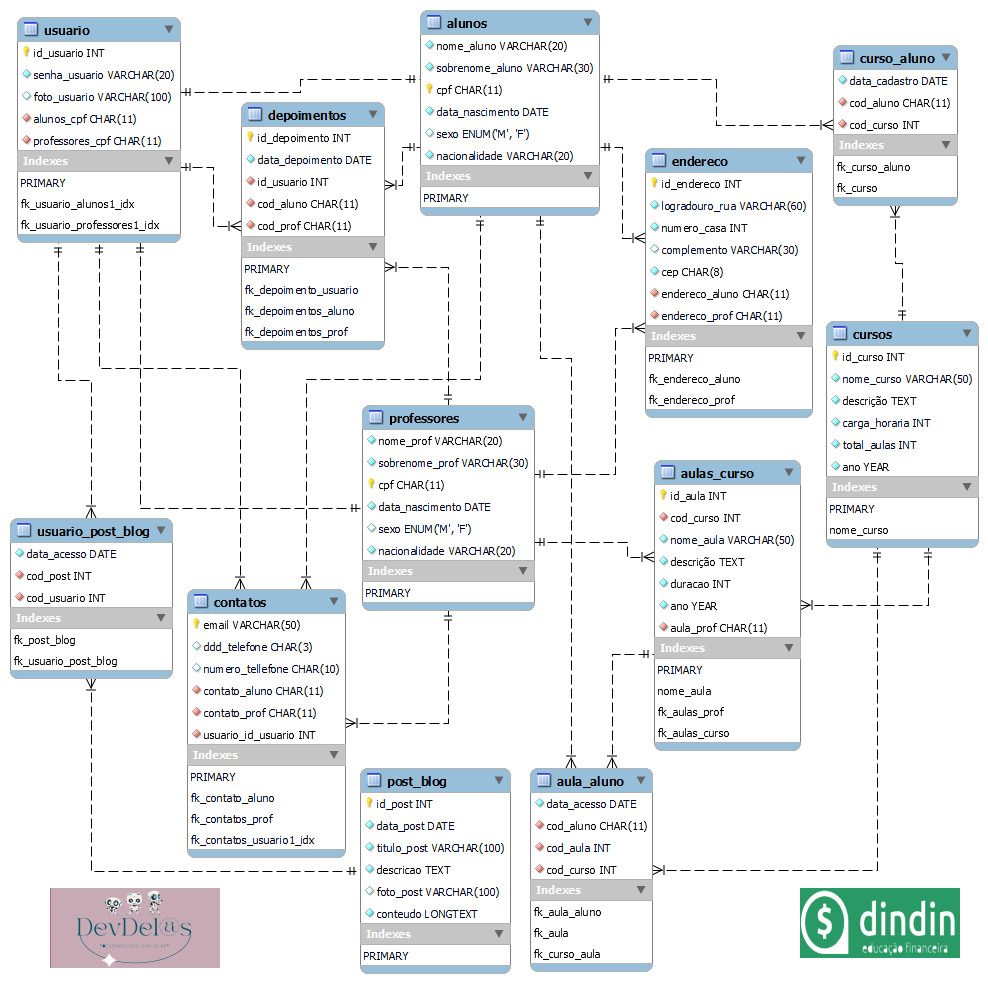 usuario
id_usuario INT
senha_usuario VARCHAR(20)
foto_usuario VARCHAR(100)
alunos_cpf CHAR(11)
professores_cpf CHAR(11)
Indexes
PRIMARY
fk_usuario_alunos1_idx
fk_usuario_professores1_idx
depoimentos
id_depoimento INT
data_depoimento DATE
id_usuario INT
cod_aluno CHAR(11)
cod_prof CHAR(11)
Indexes
PRIMARY
fk_depoimento_usuario
fk_depoimentos_aluno
fk_depoimentos_prof
alunos
nome_aluno VARCHAR(20)
sobrenome_aluno VARCHAR(30)
cpf CHAR(11)
data_nascimento DATE
sexo ENUM('M', 'F')
nacionalidade VARCHAR(20)
Indexes
PRIMARY
curso_aluno
data_cadastro DATE
cod_aluno CHAR(11)
cod_curso INT
Indexes
fk_curso_aluno
fk_curso
endereco
id_endereco INT
logradouro_rua VARCHAR(60)
numero_casa INT
complemento VARCHAR(30)
cep CHAR(8)
endereco_aluno CHAR(11)
endereco_prof CHAR(11)
Indexes
PRIMARY
fk_endereco_aluno
fk_endereco_prof
cursos
id_curso INT
nome_curso VARCHAR(50)
descrição TEXT
carga_horaria INT
total_aulas INT
ano YEAR
Indexes
PRIMARY
nome_curso
professores
nome_prof VARCHAR(20)
sobrenome_prof VARCHAR(30)
cpf CHAR(11)
data_nascimento DATE
sexo ENUM('M', 'F')
nacionalidade VARCHAR(20)
Indexes
PRIMARY
aulas_curso
id_aula INT
cod_curso INT
nome_aula VARCHAR(50)
descrição TEXT
duracao INT
ano YEAR
aula_prof CHAR(11)
Indexes
PRIMARY
nome_aula
fk_aulas_prof
fk_aulas_curso
usuario_post_blog
data_acesso DATE
cod_post INT
cod_usuario INT
Indexes
fk_post_blog
fk_usuario_post_blog
contatos
email VARCHAR(50)
ddd_telefone CHAR(3)
numero_tellefone CHAR(10)
contato_aluno CHAR(11)
contato_prof CHAR(11)
usuario_id_usuario INT
Indexes
PRIMARY
fk_contato_aluno
fk_contatos_prof
fk_contatos_usuario1_idx
post_blog
id_post INT
data_post DATE
titulo_post VARCHAR(100)
descricao TEXT
foto_post VARCHAR(100)
conteudo LONGTEXT
Indexes
PRIMARY
aula_aluno
data_acesso DATE
cod_aluno CHAR(11)
cod_aula INT
cod_curso INT
Indexes
fk_aula_aluno
fk_aula
fk_curso_aula
DevDel@s
$ dindin
educação financeira